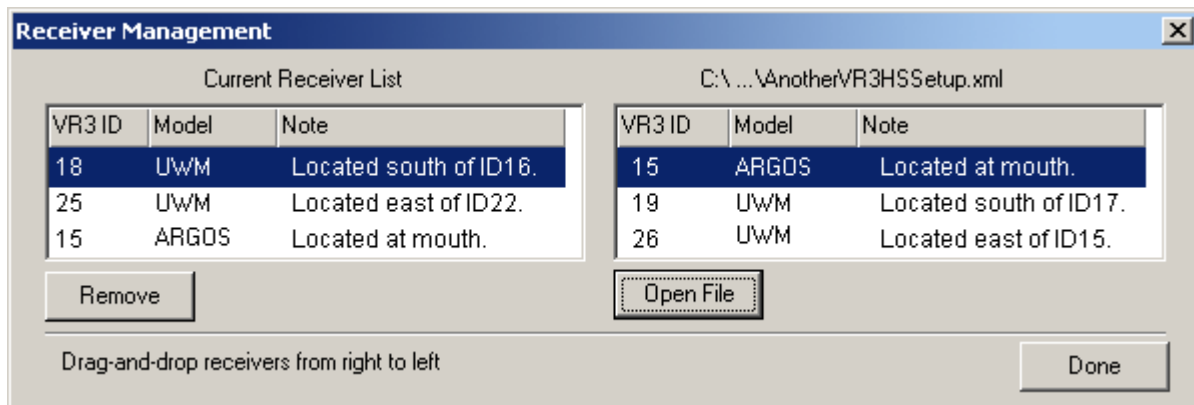 Receiver Management
Current Receiver List
VR3 ID Model Note
18 UWM Located south of ID16.
25 UWM Located east of ID22.
15 ARGOS Located at mouth.
Remove
C:\ ...\AnotherVR3HSSetup.xml
VR3 ID Model Note
15 ARGOS Located at mouth.
19 UWM Located south of ID17.
26 UWM Located east of ID15.
Open File
Drag-and-drop receivers from right to left
Done